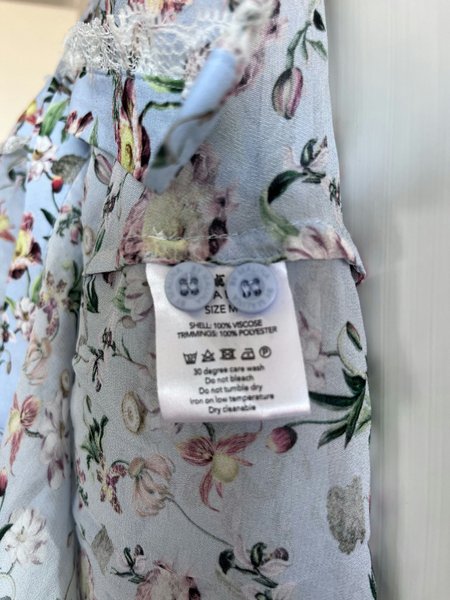 SIZE M
SHELL: 100% VISCOSE
TRIMMINGS: 100% POLYESTER
30 degree care wash
Do not bleach
Do not tumble dry
Iron on low temperature
Dry cleanable